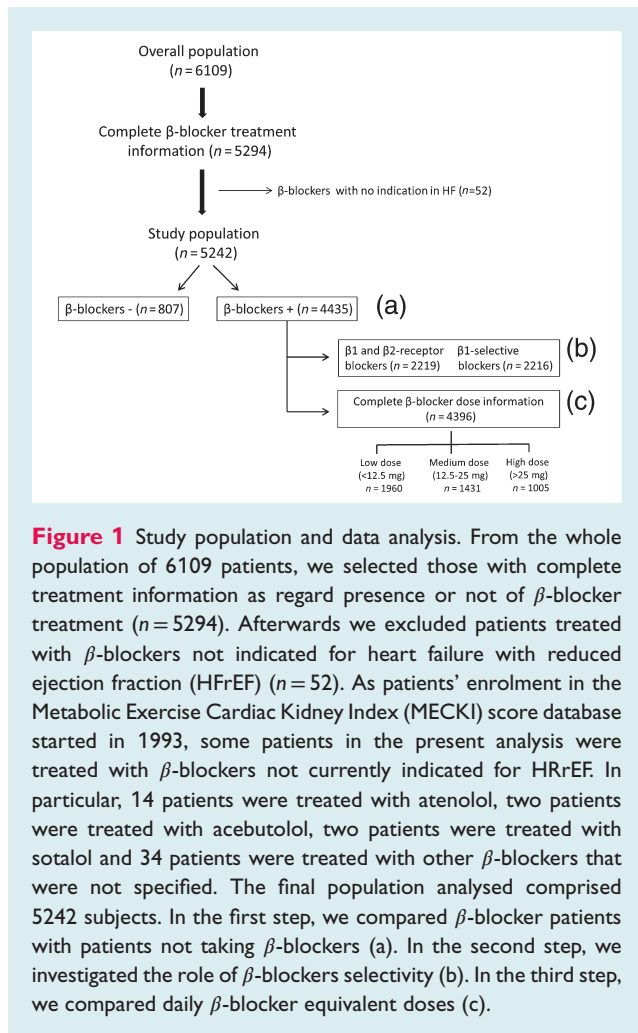 Overall population
(n = 6109)
Complete β-blocker treatment
information (n = 5294)
β-blockers with no indication in HF (n=52)
Study population
(n = 5242)
β-blockers - (n = 807)
β-blockers + (n = 4435)
(a)
β1 and β2-receptor
blockers (n = 2219)
β1-selective
blockers (n = 2216)
(b)
Complete β-blocker dose information
(n = 4396)
(c)
Low dose
(<12.5 mg)
n = 1960
Medium dose
(12.5-25 mg)
n = 1431
High dose
(>25 mg)
n = 1005
Figure 1 Study population and data analysis. From the whole
population of 6109 patients, we selected those with complete
treatment information as regard presence or not of β-blocker
treatment (n = 5294). Afterwards we excluded patients treated
with β-blockers not indicated for heart failure with reduced
ejection fraction (HFrEF) (n = 52). As patients' enrolment in the
Metabolic Exercise Cardiac Kidney Index (MECKI) score database
started in 1993, some patients in the present analysis were
treated with β-blockers not currently indicated for HRrEF. In
particular, 14 patients were treated with atenolol, two patients
were treated with acebutolol, two patients were treated with
sotalol and 34 patients were treated with other β-blockers that
were not specified. The final population analysed comprised
5242 subjects. In the first step, we compared β-blocker patients
with patients not taking β-blockers (a). In the second step, we
investigated the role of β-blockers selectivity (b). In the third step,
we compared daily β-blocker equivalent doses (c).